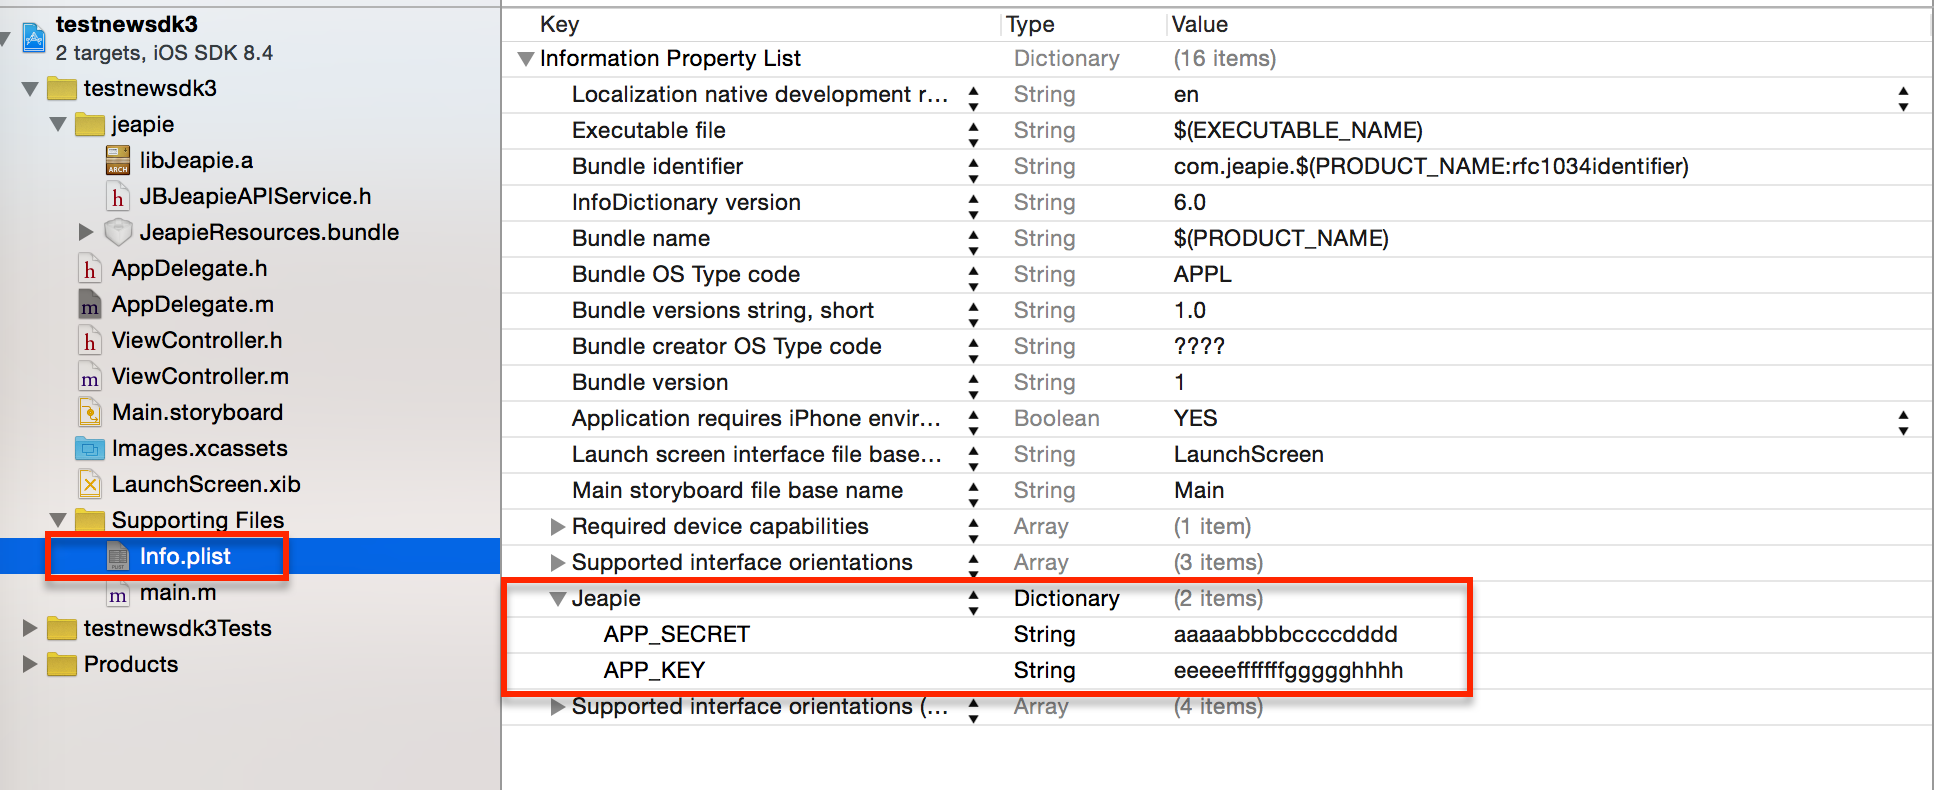 testnewsdk3
2 targets, iOS SDK 8.4
testnewsdk3
jeapie
libJeapie.a
JBJeapieAPIService.h
JeapieResources.bundle
AppDelegate.h
AppDelegate.m
ViewController.h
ViewController.m
Main.storyboard
Images.xcassets
LaunchScreen.xib
Supporting Files
Info.plist
main.m
testnewsdk3Tests
Products
Key Type Value
Information Property List Dictionary (16 items)
Localization native development r... String en
Executable file String $(EXECUTABLE_NAME)
Bundle identifier String com.jeapie.$(PRODUCT_NAME:rfc1034identifier)
InfoDictionary version String 6.0
Bundle name String $(PRODUCT_NAME)
Bundle OS Type code String APPL
Bundle versions string, short String 1.0
Bundle creator OS Type code String ????
Bundle version String 1
Application requires iPhone envir... Boolean YES
Launch screen interface file base... String LaunchScreen
Main storyboard file base name String Main
Required device capabilities Array (1 item)
Supported interface orientations Array (3 items)
Jeapie Dictionary (2 items)
APP_SECRET String aaaaabbbbccccdddd
APP_KEY String eeeeefffffffggggghhhh
Supported interface orientations (... Array (4 items)